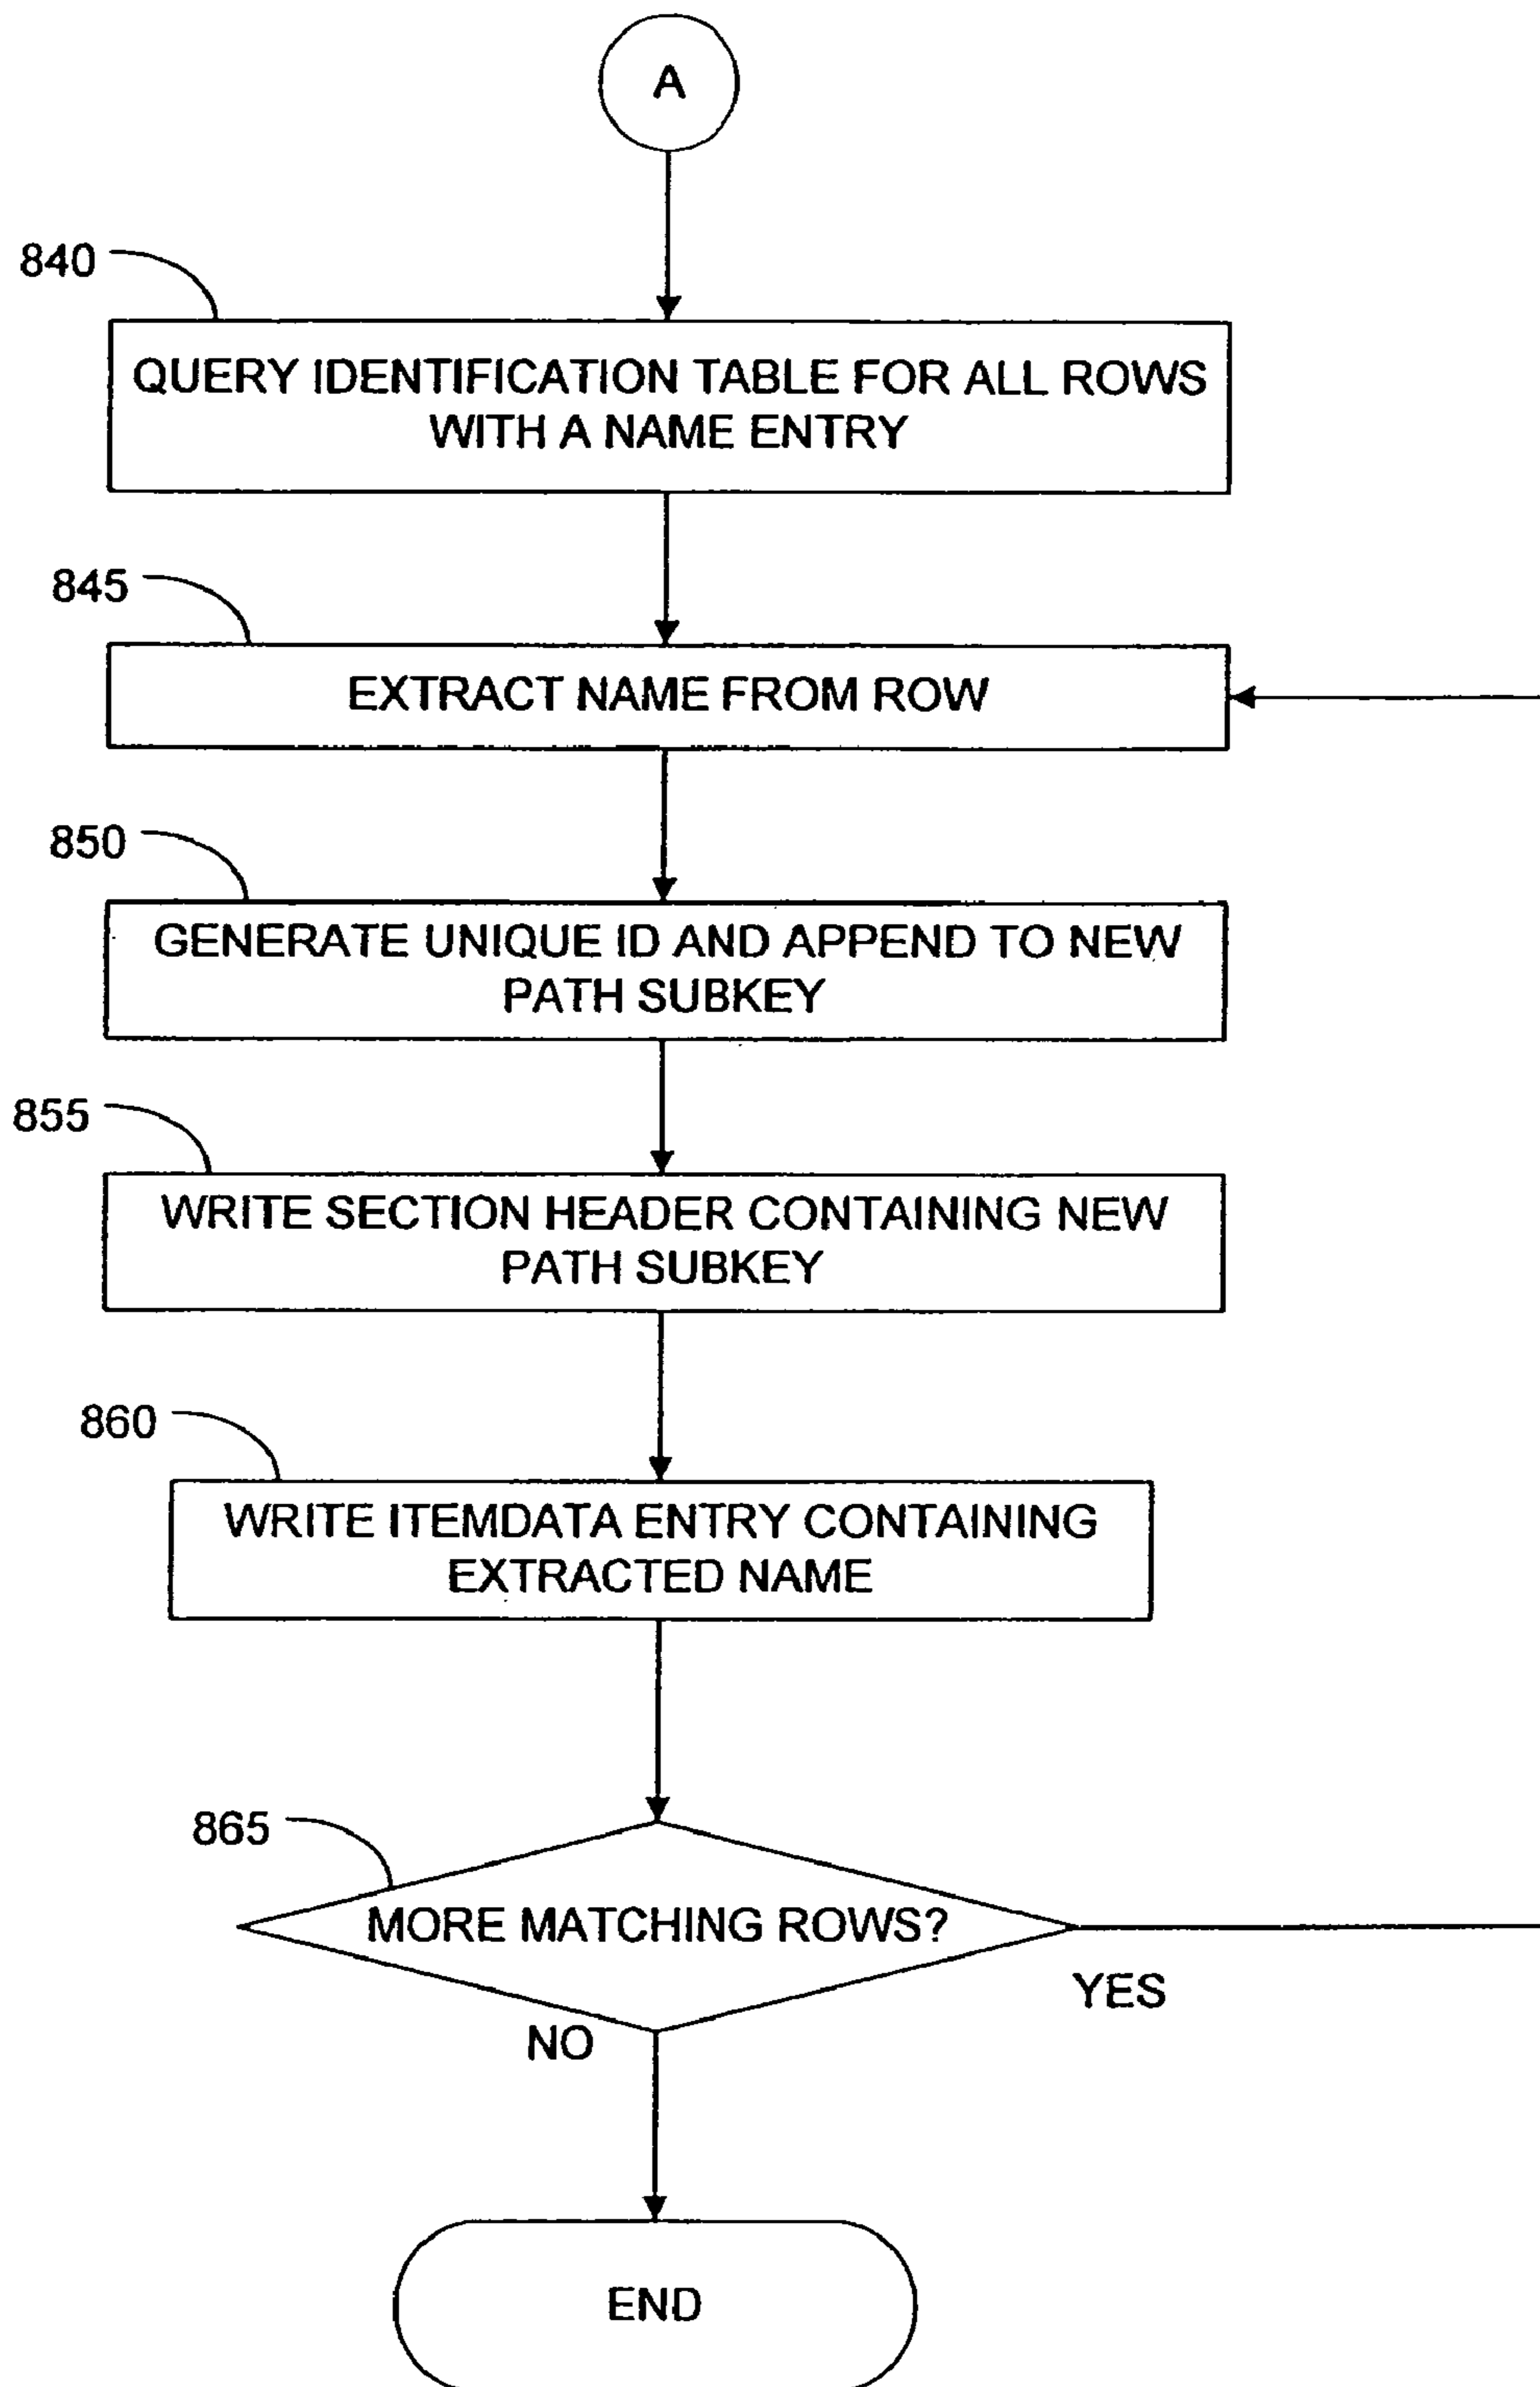 A
840
QUERY IDENTIFICATION TABLE FOR ALL ROWS
WITH A NAME ENTRY
845
EXTRACT NAME FROM ROW
850
GENERATE UNIQUE ID AND APPEND TO NEW
PATH SUBKEY
855
WRITE SECTION HEADER CONTAINING NEW
PATH SUBKEY
860
WRITE ITEMDATA ENTRY CONTAINING
EXTRACTED NAME
865
MORE MATCHING ROWS?
YES
NO
END